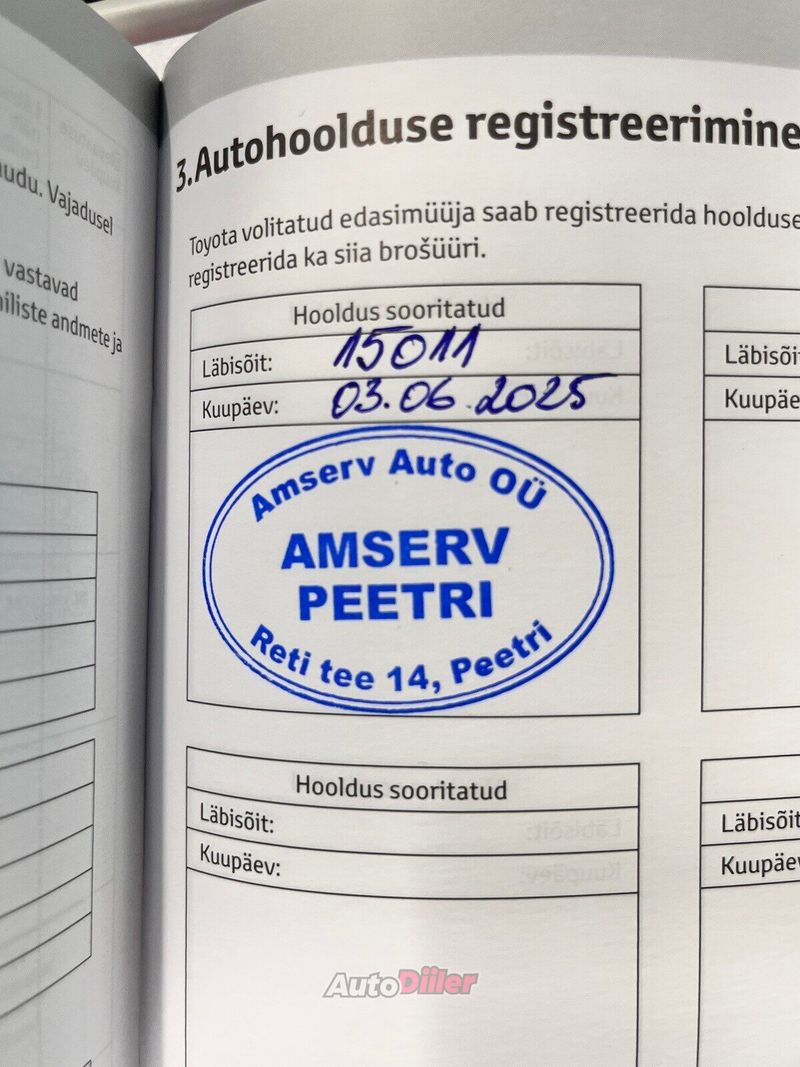 udu. Vajadusel
vastavad
niliste andmete ja
3. Autohoolduse registreerimine
Toyota volitatud edasimüüja saab registreerida hoolduse
registreerida ka siia brošüüri.
Hooldus sooritatud
Läbisõit: 15011
Kuupäev: 03.06.2025
Amserv Auto OÜ
AMSERV
PEETRI
Reti tee 14, Peetri
Hooldus sooritatud
Läbisõit:
Kuupäev:
Läbisõit
Kuupäe
Läbisõit
Kuupäev
AutoDiiler